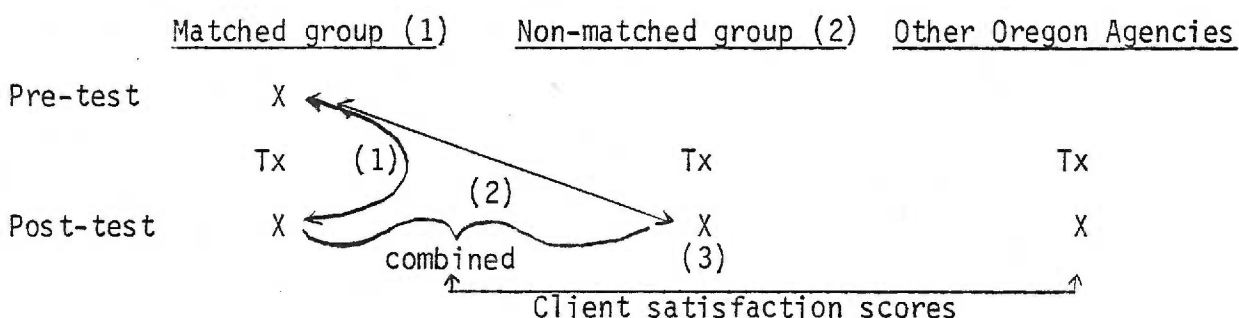 Matched group (1) Non-matched group (2) Other Oregon Agencies
Pre-test X
Tx (1) Tx Tx
(2)
Post-test X X X
combined (3)
Client satisfaction scores